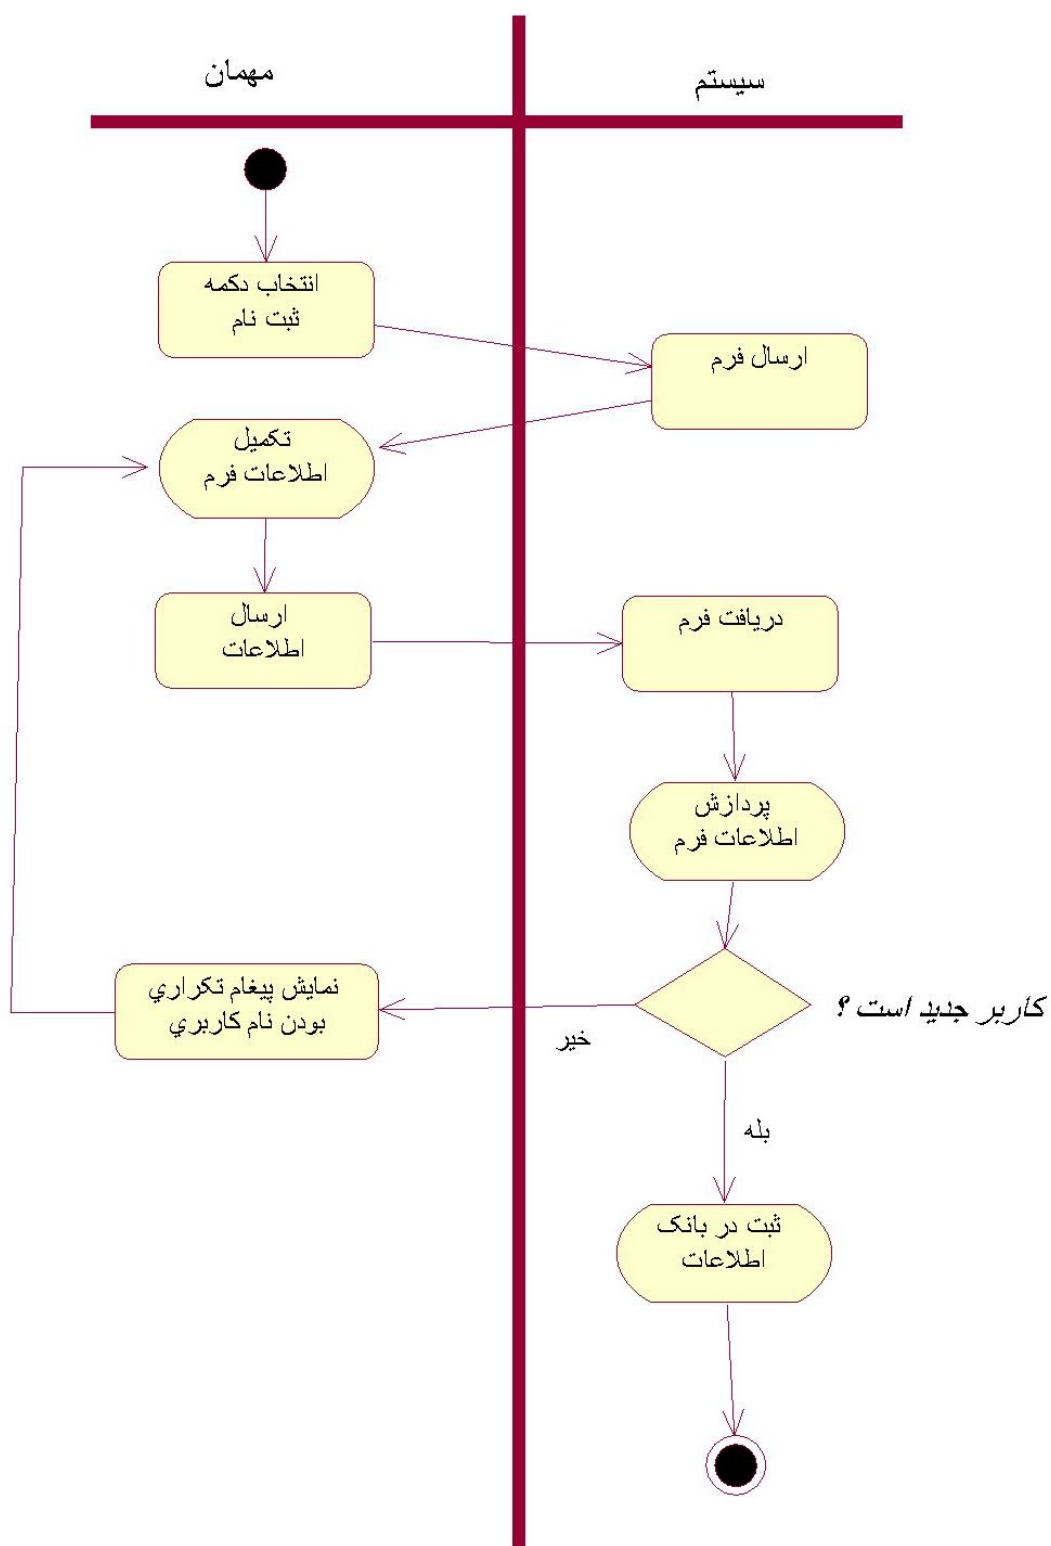 مهمان
سیستم
انتخاب دکمه
ثبت نام
ارسال فرم
تکمیل
اطلاعات فرم
ارسال
اطلاعات
دریافت فرم
پردازش
اطلاعات فرم
کاربر جدید است ؟
نمایش پیغام تکراري
بودن نام کاربري
خیر
بله
ثبت در بانک
اطلاعات